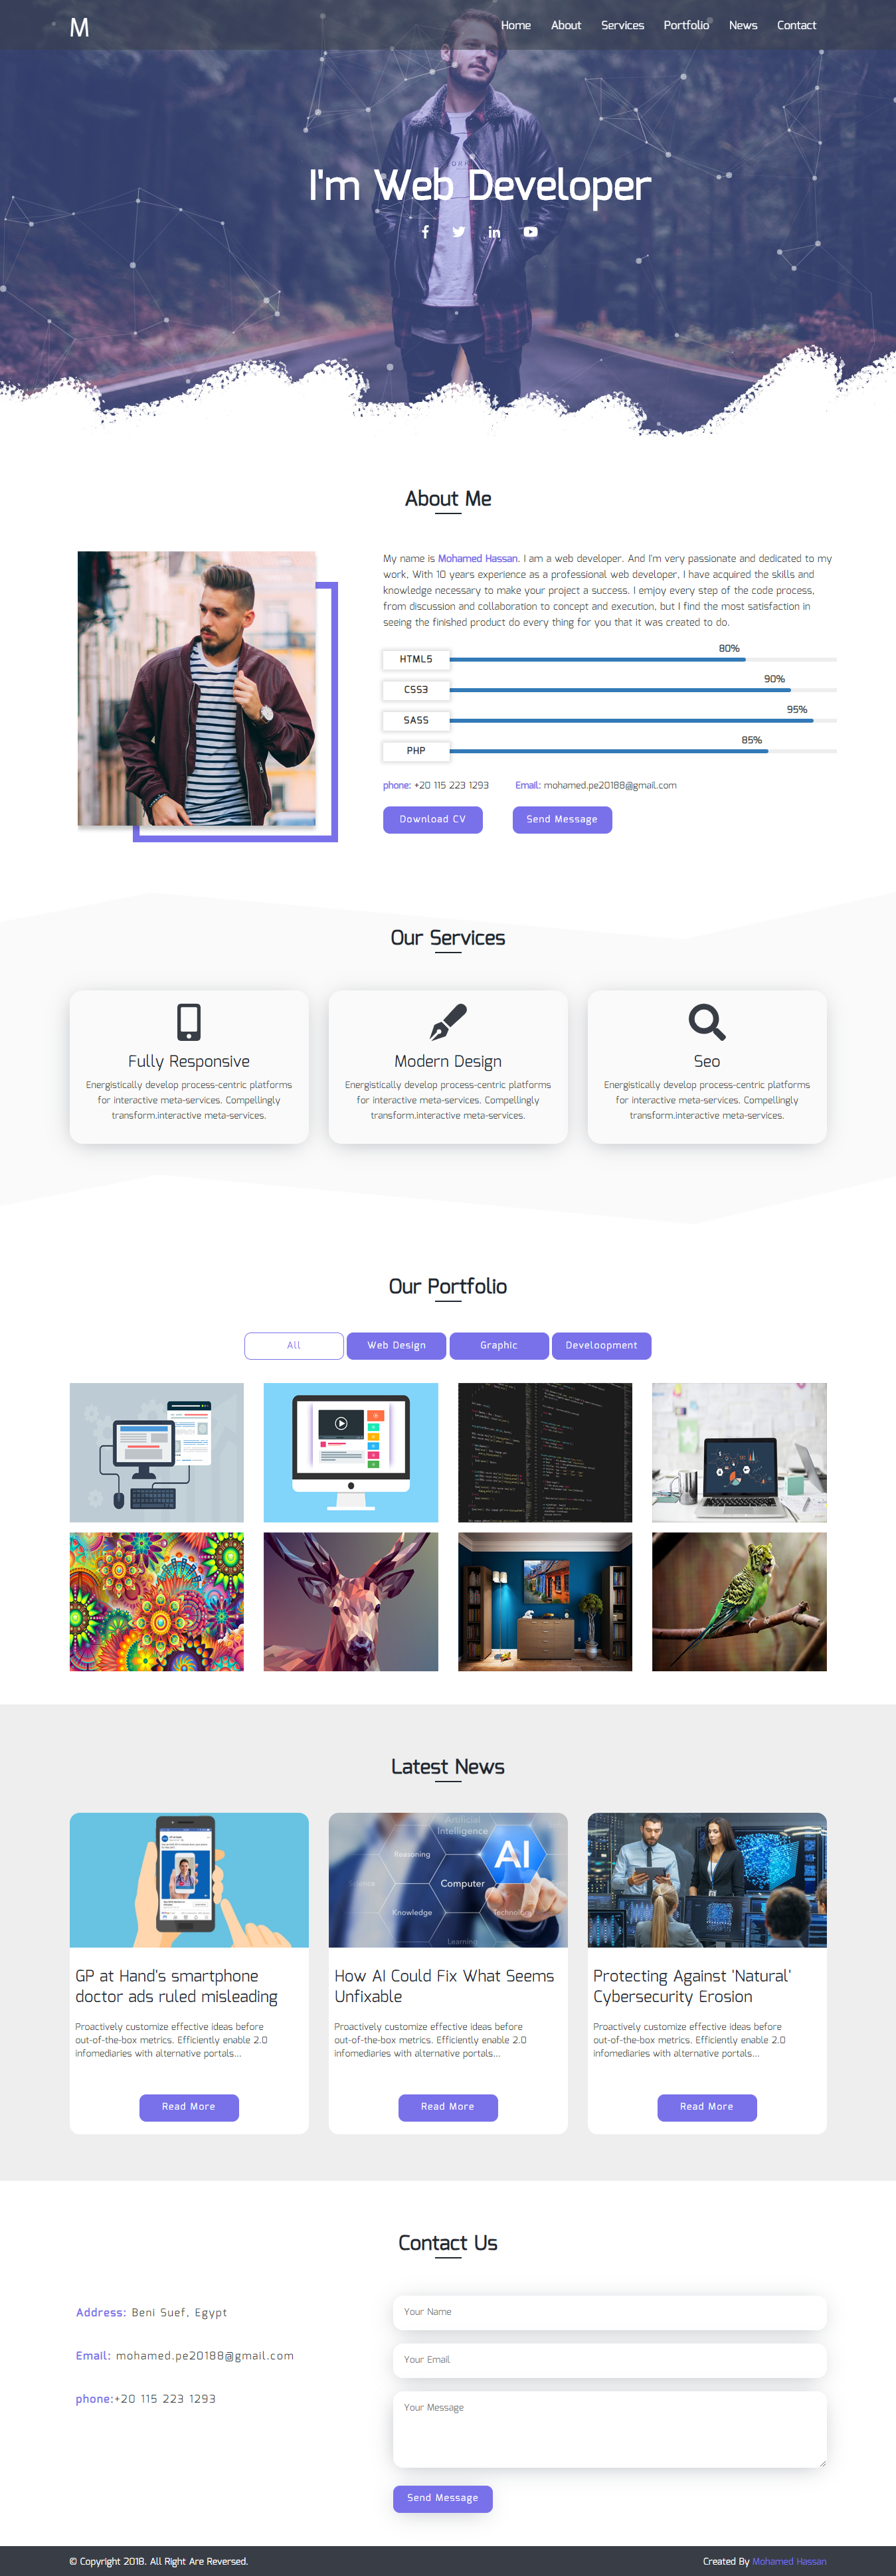 M
Home About Services Portfolio News Contact
I'm Web Developer
About Me
My name is Mohamed Hassan. I am a web developer. And I'm very passionate and dedicated to my
work, With 10 years experience as a professional web developer, I have acquired the skills and
knowledge necessary to make your project a success. I enjoy every step of the code process,
from discussion and collaboration to concept and execution, but I find the most satisfaction in
seeing the finished product do every thing for you that it was created to do.
80%
HTML5
90%
CSS3
95%
SASS
85%
PHP
phone: +20 115 223 1293 Email: mohamed.pe20188@gmail.com
Download CV Send Message
Our Services
Fully Responsive
Energistically develop process-centric platforms
for interactive meta-services. Compellingly
transform.interactive meta-services.
Modern Design
Energistically develop process-centric platforms
for interactive meta-services. Compellingly
transform.interactive meta-services.
Seo
Energistically develop process-centric platforms
for interactive meta-services. Compellingly
transform.interactive meta-services.
Our Portfolio
All Web Design Graphic Develoopment
Latest News
GP at Hand's smartphone
doctor ads ruled misleading
Proactively customize effective ideas before
out-of-the-box metrics. Efficiently enable 2.0
infomediaries with alternative portals...
Read More
Artificial
Intelligence
Reasoning
AI
Science
Computer
Knowledge
Technology
Learning
How AI Could Fix What Seems
Unfixable
Proactively customize effective ideas before
out-of-the-box metrics. Efficiently enable 2.0
infomediaries with alternative portals...
Read More
Protecting Against 'Natural'
Cybersecurity Erosion
Proactively customize effective ideas before
out-of-the-box metrics. Efficiently enable 2.0
infomediaries with alternative portals...
Read More
Contact Us
Address: Beni Suef, Egypt
Email: mohamed.pe20188@gmail.com
phone:+20 115 223 1293
Your Name
Your Email
Your Message
Send Message
© Copyright 2018. All Right Are Reversed. Created By Mohamed Hassan